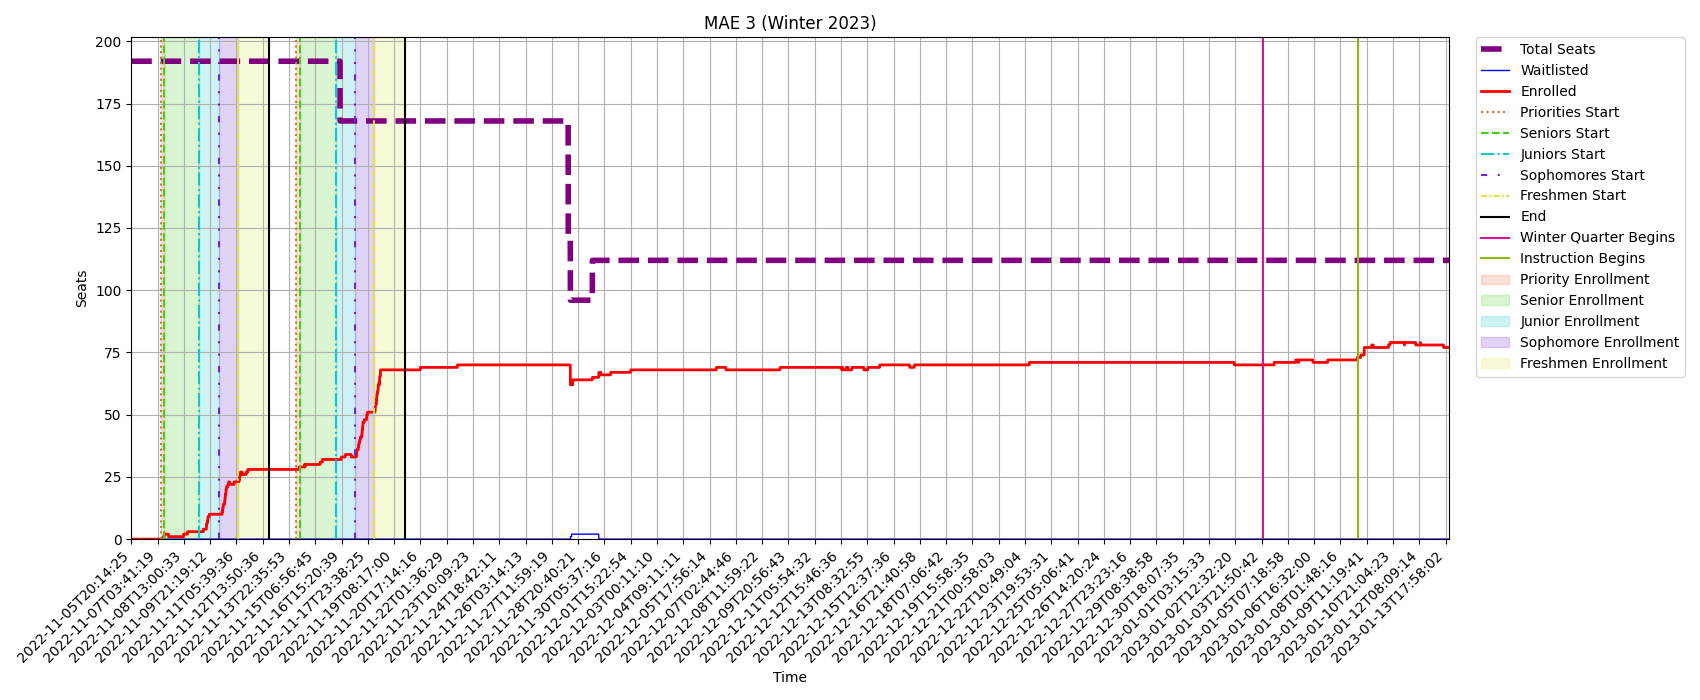 MAE 3 (Winter 2023)
Seats
200
175
150
125
100
75
50
25
0
2022-11-05T20:14:25
2022-11-07T03:41:19
2022-11-08T13:00:33
2022-11-09T21:19:12
2022-11-11T05:39:36
2022-11-12T13:50:36
2022-11-13T22:35:53
2022-11-15T06:56:45
2022-11-16T15:20:39
2022-11-17T23:38:25
2022-11-19T08:17:00
2022-11-20T17:14:16
2022-11-22T01:36:29
2022-11-23T10:09:23
2022-11-24T18:42:11
2022-11-26T03:14:13
2022-11-27T11:59:19
2022-11-28T20:40:21
2022-11-30T05:37:16
2022-12-01T15:22:54
2022-12-03T00:11:10
2022-12-04T09:11:11
2022-12-05T17:56:14
2022-12-07T02:44:46
2022-12-08T11:59:22
2022-12-09T20:56:43
2022-12-11T05:54:32
2022-12-12T15:46:36
2022-12-13T08:32:55
2022-12-15T12:37:36
2022-12-16T21:40:58
2022-12-18T07:06:42
2022-12-19T15:58:35
2022-12-21T00:58:03
2022-12-22T10:49:04
2022-12-23T19:53:31
2022-12-25T05:06:41
2022-12-26T14:20:24
2022-12-27T23:23:16
2022-12-29T08:38:58
2022-12-30T18:07:35
2023-01-01T03:15:33
2023-01-02T12:32:20
2023-01-03T21:50:42
2023-01-05T07:18:58
2023-01-06T16:32:00
2023-01-08T01:48:16
2023-01-09T11:19:41
2023-01-10T21:04:23
2023-01-12T08:09:14
2023-01-13T17:58:02
Time
Total Seats
Waitlisted
Enrolled
Priorities Start
Seniors Start
Juniors Start
Sophomores Start
Freshmen Start
End
Winter Quarter Begins
Instruction Begins
Priority Enrollment
Senior Enrollment
Junior Enrollment
Sophomore Enrollment
Freshmen Enrollment